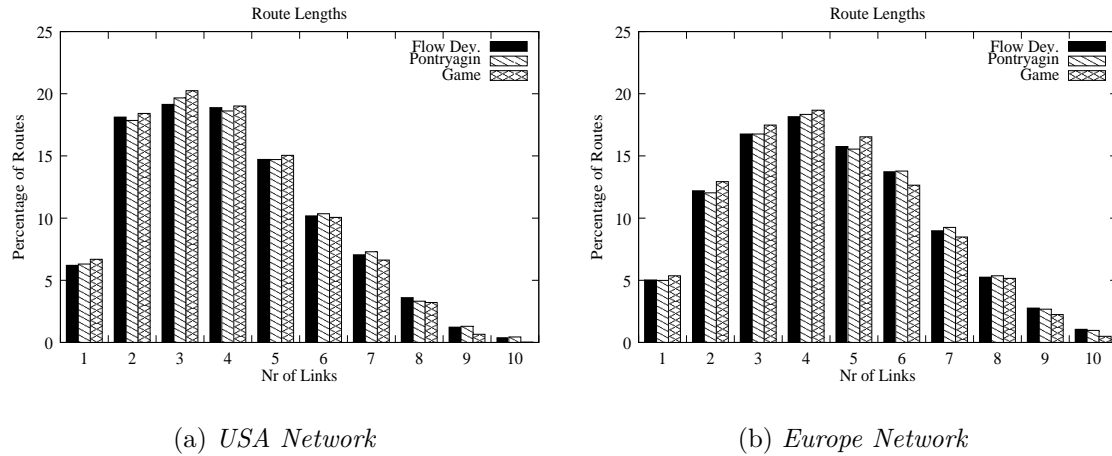 Route Lengths
25
20
15
10
5
0
Percentage of Routes
Flow Dev.
Pontryagin
Game
1 2 3 4 5 6 7 8 9 10
Nr of Links
(a) USA Network
Route Lengths
25
20
15
10
5
0
Percentage of Routes
Flow Dev.
Pontryagin
Game
1 2 3 4 5 6 7 8 9 10
Nr of Links
(b) Europe Network